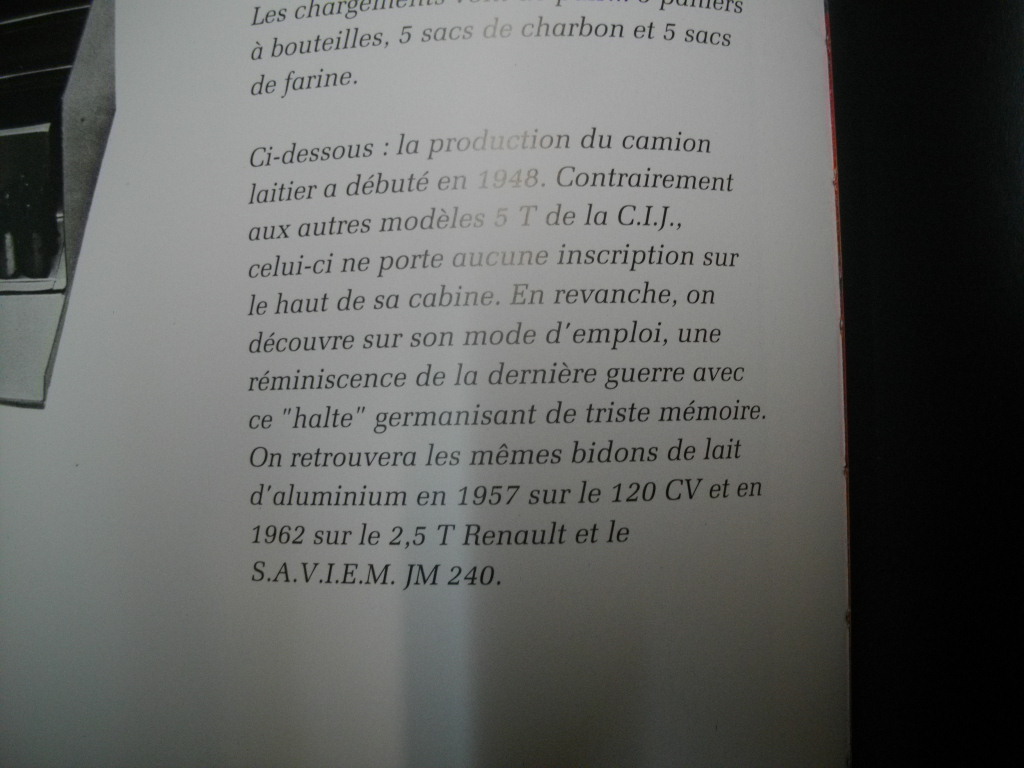 Les chargements paniers
à bouteilles, 5 sacs de charbon et 5 sacs
de farine.
Ci-dessous : la production du camion
laitier a débuté en 1948. Contrairement
aux autres modèles 5 T de la C.I.J.,
celui-ci ne porte aucune inscription sur
le haut de sa cabine. En revanche, on
découvre sur son mode d'emploi, une
réminiscence de la dernière guerre avec
ce "halte" germanisant de triste mémoire.
On retrouvera les mêmes bidons de lait
d'aluminium en 1957 sur le 120 CV et en
1962 sur le 2,5 T Renault et le
S.A.V.I.E.M. JM 240.